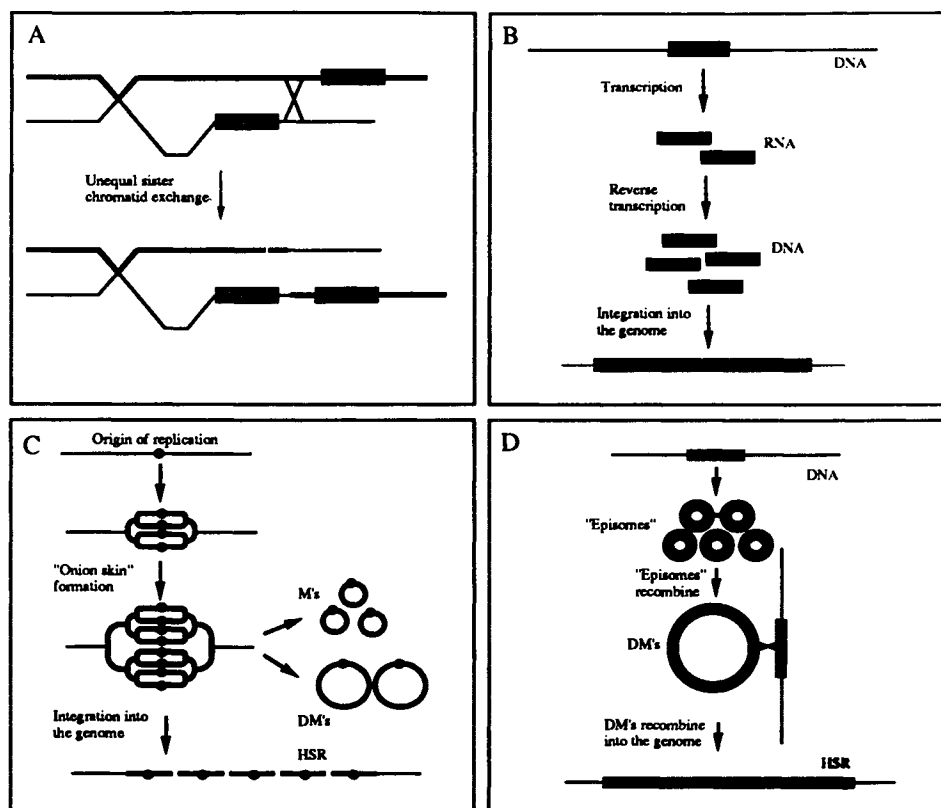 A
Unequal sister
chromatid exchange
B
DNA
Transcription
RNA
Reverse
transcription
DNA
Integration into
the genome
C
Origin of replication
"Onion skin"
formation
M's
DM's
Integration into
the genome
HSR
D
DNA
"Episomes"
"Episomes"
recombine
DM's
DM's recombine
into the genome
HSR